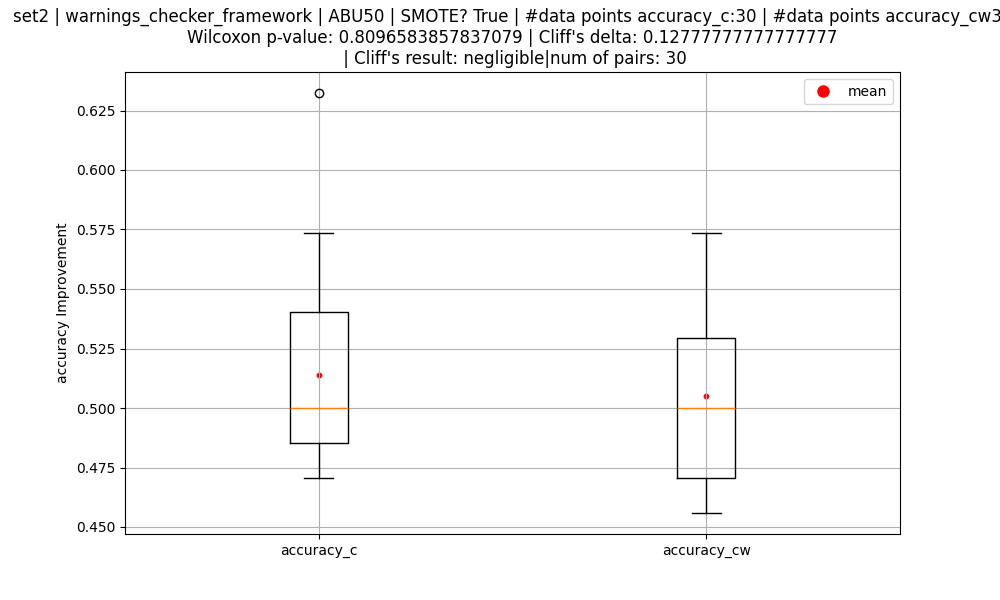 set2 | warnings_checker_framework | ABU50 | SMOTE? True | #data points accuracy_c:30 | #data points accuracy_cw3
Wilcoxon p-value: 0.8096583857837079 | Cliff's delta: 0.12777777777777777
| Cliff's result: negligible|num of pairs: 30
mean
0.625
0.600
0.575
0.550
0.525
0.500
0.475
0.450
accuracy Improvement
accuracy_c
accuracy_cw